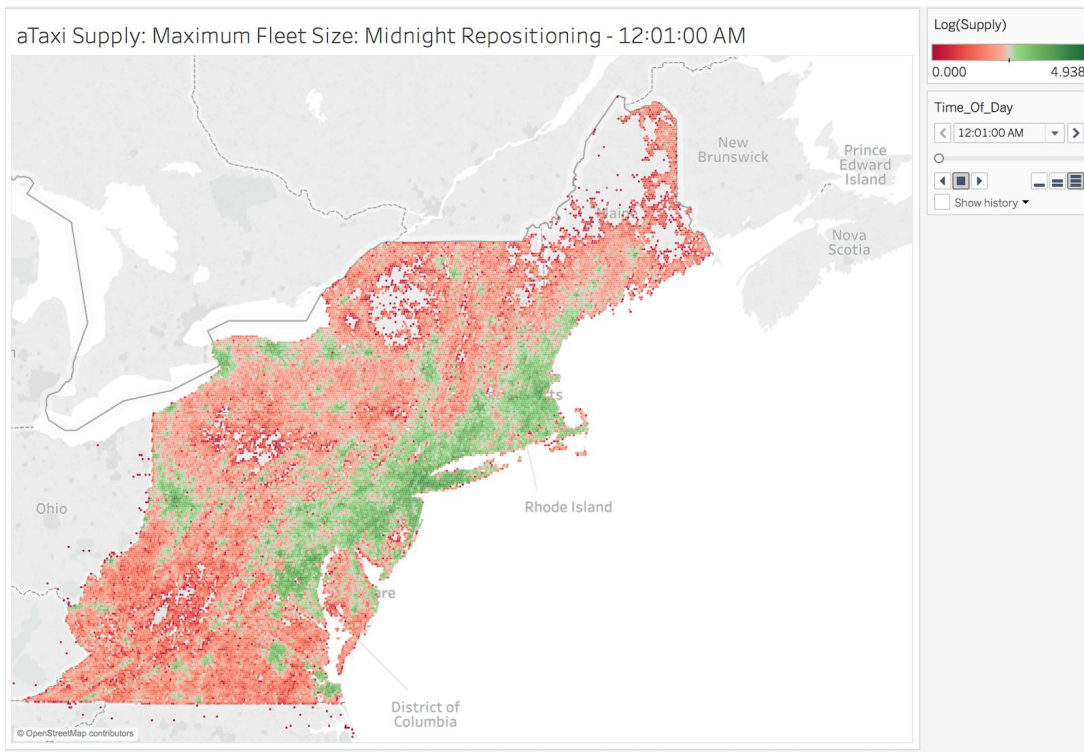 aTaxi Supply: Maximum Fleet Size: Midnight Repositioning - 12:01:00 AM
Log(Supply)
0.000 4.938
Time_Of_Day
12:01:00 AM
Show history
New
Brunswick
Prince
Edward
Island
Maine
Nova
Scotia
Ohio
Rhode Island
District of
Columbia
© OpenStreetMap contributors